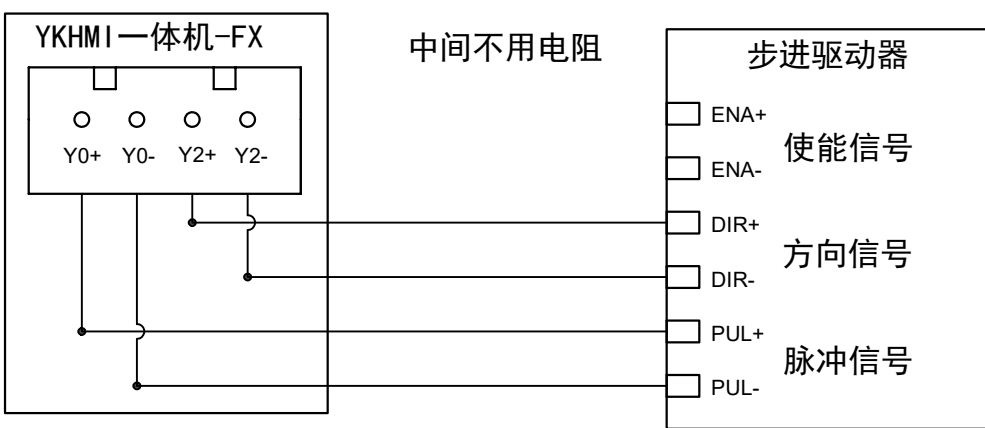 YKHMI一体机-FX
Y0+ Y0- Y2+ Y2-
中间不用电阻
步进驱动器
ENA+
使能信号
ENA-
DIR+
方向信号
DIR-
PUL+
脉冲信号
PUL-